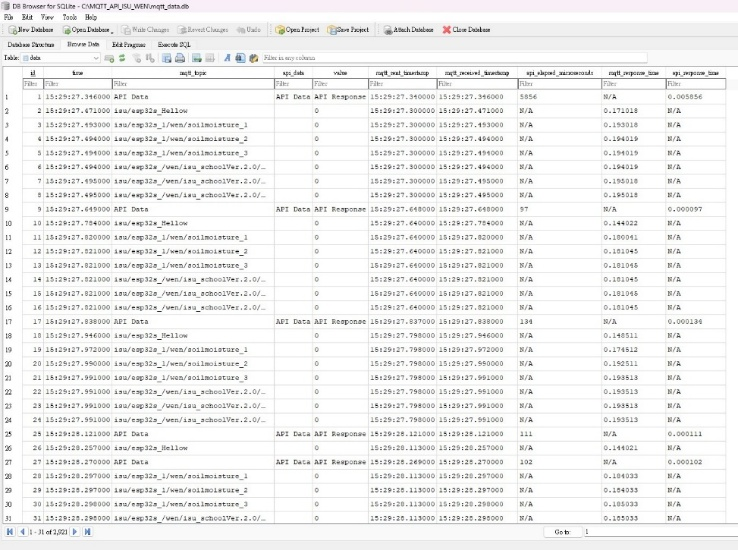 DB Browser for SQLite - C:\MQTT_API_ISU_WEN\mqtt_data.db
File Edit View Tools Help
New Database Open Database Write Changes Revert Changes Undo Open Project Save Project Attach Database Close Database
Database Structure Browse Data Edit Pragmas Execute SQL
Table: data Filter in any column
id time mqtt_topic api_data value mqtt_send_timestamp mqtt_received_timestamp api_elapsed_microseconds mqtt_response_time api_response_time
Filter Filter Filter Filter Filter Filter Filter Filter Filter Filter
1 1 15:29:27.346000 API Data API Data API Response 15:29:27.340000 15:29:27.346000 5856 N/A 0.005856
2 2 15:29:27.471000 isu/esp32s_Hellow 0 15:29:27.300000 15:29:27.471000 N/A 0.171018 N/A
3 3 15:29:27.493000 isu/esp32s_1/wen/soilmoisture_1 0 15:29:27.300000 15:29:27.493000 N/A 0.193018 N/A
4 4 15:29:27.494000 isu/esp32s_1/wen/soilmoisture_2 0 15:29:27.300000 15:29:27.494000 N/A 0.194019 N/A
5 5 15:29:27.494000 isu/esp32s_1/wen/soilmoisture_3 0 15:29:27.300000 15:29:27.494000 N/A 0.194019 N/A
6 6 15:29:27.494000 isu/esp32s_/wen/isu_schoolVer.2.0/... 0 15:29:27.300000 15:29:27.494000 N/A 0.194019 N/A
7 7 15:29:27.495000 isu/esp32s_/wen/isu_schoolVer.2.0/... 0 15:29:27.300000 15:29:27.495000 N/A 0.195018 N/A
8 8 15:29:27.495000 isu/esp32s_/wen/isu_schoolVer.2.0/... 0 15:29:27.300000 15:29:27.495000 N/A 0.195018 N/A
9 9 15:29:27.649000 API Data API Data API Response 15:29:27.648000 15:29:27.648000 97 N/A 0.000097
10 10 15:29:27.784000 isu/esp32s_Hellow 0 15:29:27.640000 15:29:27.784000 N/A 0.144022 N/A
11 11 15:29:27.820000 isu/esp32s_1/wen/soilmoisture_1 0 15:29:27.640000 15:29:27.820000 N/A 0.180041 N/A
12 12 15:29:27.821000 isu/esp32s_1/wen/soilmoisture_2 0 15:29:27.640000 15:29:27.821000 N/A 0.181045 N/A
13 13 15:29:27.821000 isu/esp32s_1/wen/soilmoisture_3 0 15:29:27.640000 15:29:27.821000 N/A 0.181045 N/A
14 14 15:29:27.821000 isu/esp32s_/wen/isu_schoolVer.2.0/... 0 15:29:27.640000 15:29:27.821000 N/A 0.181045 N/A
15 15 15:29:27.821000 isu/esp32s_/wen/isu_schoolVer.2.0/... 0 15:29:27.640000 15:29:27.821000 N/A 0.181045 N/A
16 16 15:29:27.821000 isu/esp32s_/wen/isu_schoolVer.2.0/... 0 15:29:27.640000 15:29:27.821000 N/A 0.181045 N/A
17 17 15:29:27.838000 API Data API Data API Response 15:29:27.837000 15:29:27.838000 134 N/A 0.000134
18 18 15:29:27.946000 isu/esp32s_Hellow 0 15:29:27.798000 15:29:27.946000 N/A 0.148511 N/A
19 19 15:29:27.972000 isu/esp32s_1/wen/soilmoisture_1 0 15:29:27.798000 15:29:27.972000 N/A 0.174512 N/A
20 20 15:29:27.990000 isu/esp32s_1/wen/soilmoisture_2 0 15:29:27.798000 15:29:27.990000 N/A 0.192511 N/A
21 21 15:29:27.991000 isu/esp32s_1/wen/soilmoisture_3 0 15:29:27.798000 15:29:27.991000 N/A 0.193513 N/A
22 22 15:29:27.991000 isu/esp32s_/wen/isu_schoolVer.2.0/... 0 15:29:27.798000 15:29:27.991000 N/A 0.193513 N/A
23 23 15:29:27.991000 isu/esp32s_/wen/isu_schoolVer.2.0/... 0 15:29:27.798000 15:29:27.991000 N/A 0.193513 N/A
24 24 15:29:27.991000 isu/esp32s_/wen/isu_schoolVer.2.0/... 0 15:29:27.798000 15:29:27.991000 N/A 0.193513 N/A
25 25 15:29:28.121000 API Data API Data API Response 15:29:28.121000 15:29:28.121000 111 N/A 0.000111
26 26 15:29:28.257000 isu/esp32s_Hellow 0 15:29:28.113000 15:29:28.257000 N/A 0.144021 N/A
27 27 15:29:28.270000 API Data API Data API Response 15:29:28.269000 15:29:28.270000 102 N/A 0.000102
28 28 15:29:28.297000 isu/esp32s_1/wen/soilmoisture_1 0 15:29:28.113000 15:29:28.297000 N/A 0.184033 N/A
29 29 15:29:28.297000 isu/esp32s_1/wen/soilmoisture_2 0 15:29:28.113000 15:29:28.297000 N/A 0.184033 N/A
30 30 15:29:28.298000 isu/esp32s_1/wen/soilmoisture_3 0 15:29:28.113000 15:29:28.298000 N/A 0.185033 N/A
31 31 15:29:28.298000 isu/esp32s_/wen/isu_schoolVer.2.0/... 0 15:29:28.113000 15:29:28.298000 N/A 0.185033 N/A
1 - 31 of 2,821 Go to: 1